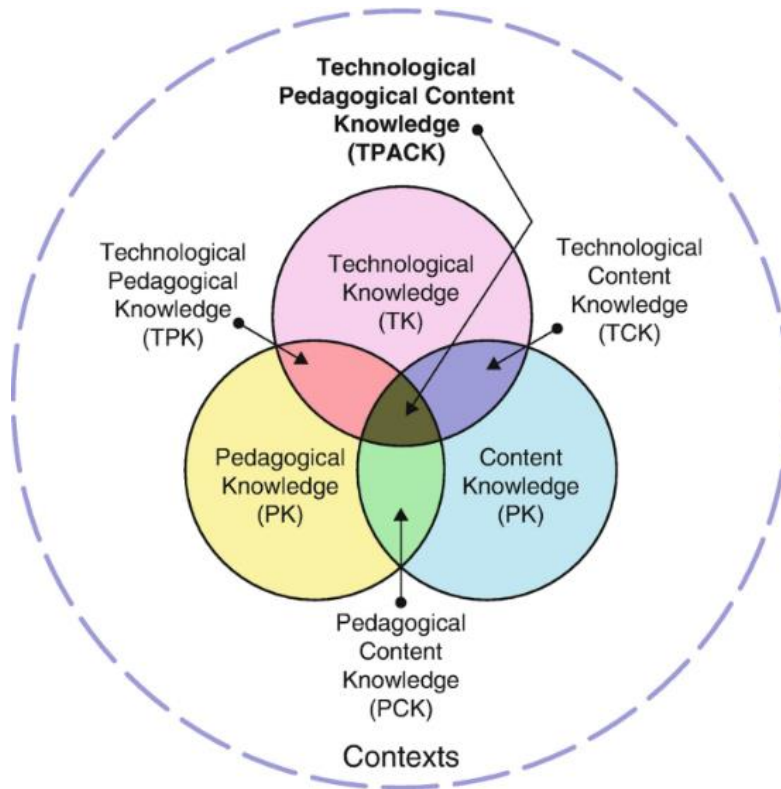 Technological
Pedagogical Content
Knowledge
(TPACK)
Technological
Pedagogical
Knowledge
(TPK)
Technological
Knowledge
(TK)
Technological
Content
Knowledge
(TCK)
Pedagogical
Knowledge
(PK)
Content
Knowledge
(PK)
Pedagogical
Content
Knowledge
(PCK)
Contexts